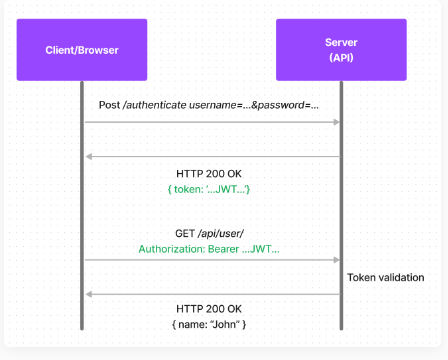 Client/Browser
Server
(API)
Post /authenticate username=...&password=...
HTTP 200 OK
{ token: ‘...JWT...’}
GET /api/user/
Authorization: Bearer ...JWT...
Token validation
HTTP 200 OK
{ name: “John” }